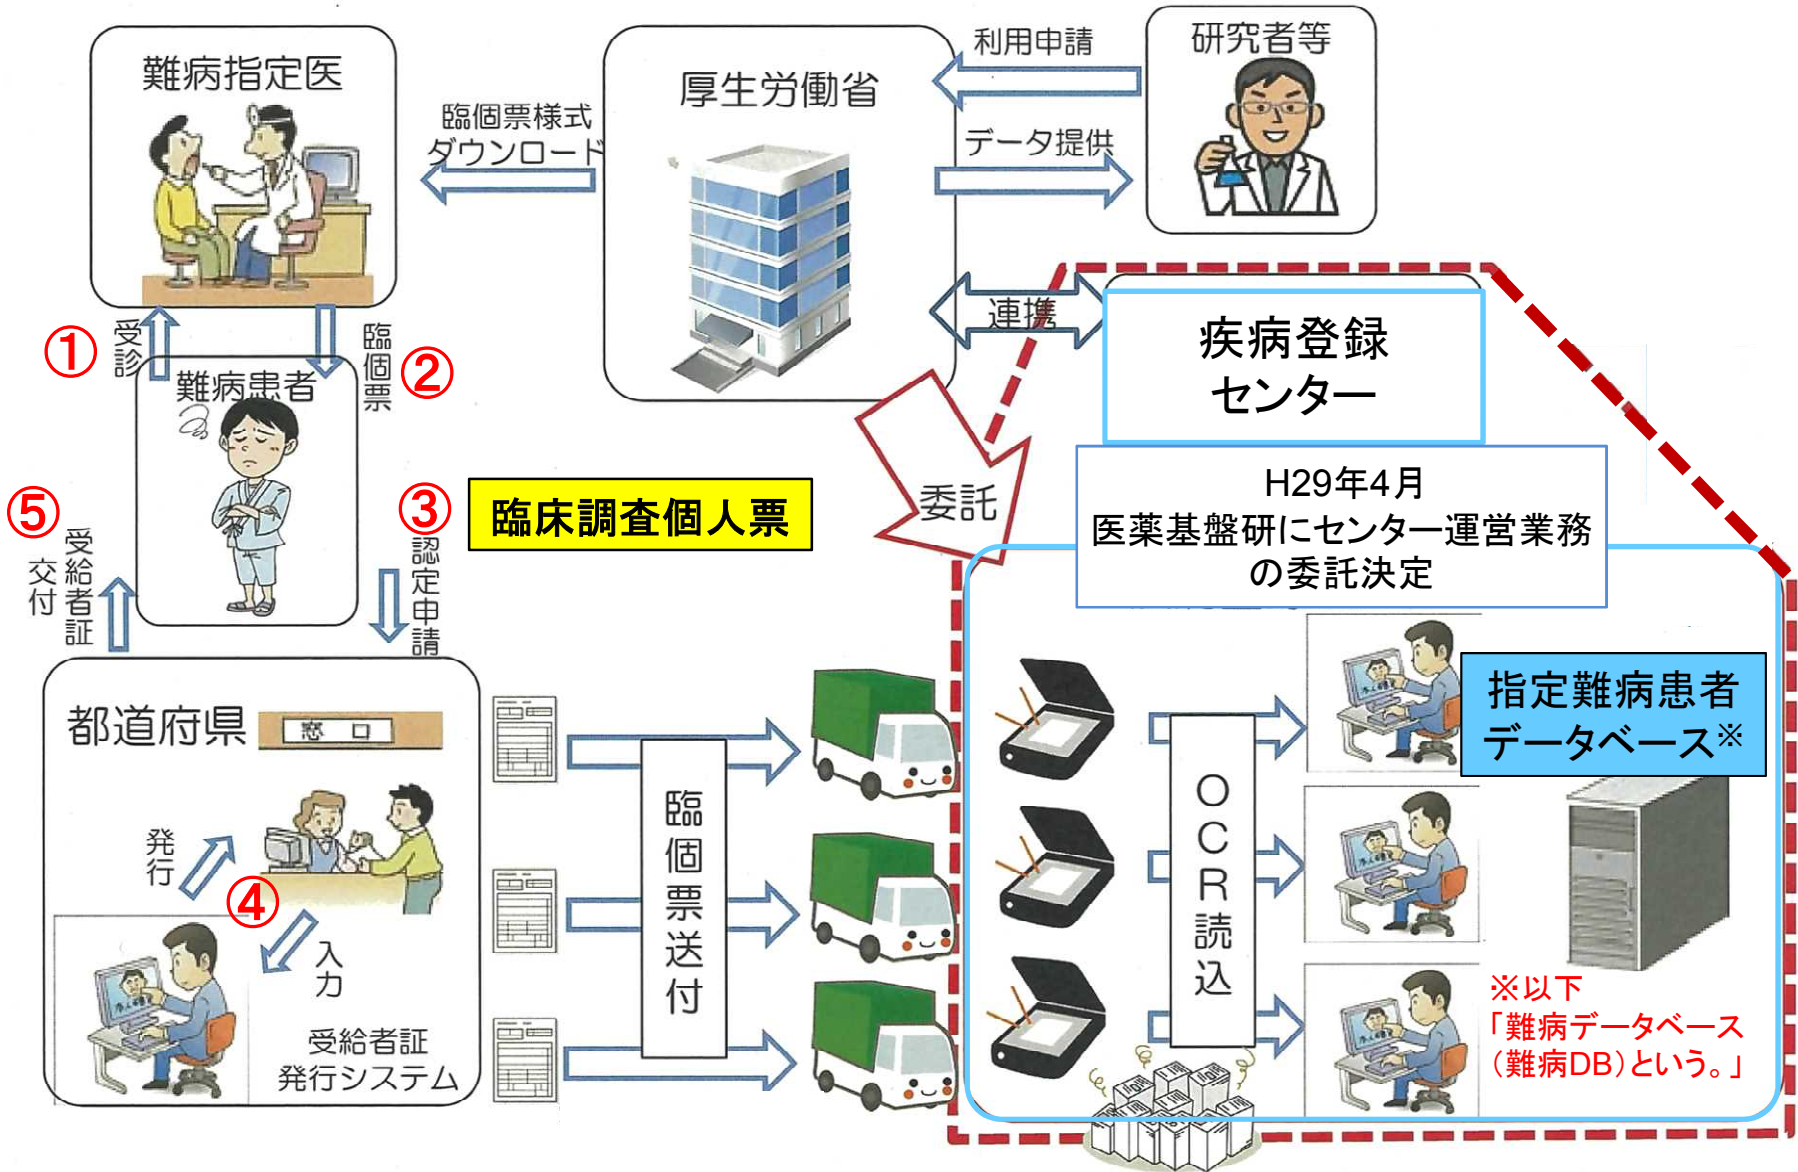 難病指定医
臨個票様式
ダウンロード
厚生労働省
利用申請
データ提供
研究者等
連携
疾病登録
センター
①
受診
臨個票
②
難病患者
委託
H29年4月
医薬基盤研にセンター運営業務
の委託決定
⑤
受給者証
交付
③
認定申請
臨床調査個人票
都道府県
窓口
発行
④
入力
受給者証
発行システム
臨個票送付
OCR読込
指定難病患者
データベース※
※以下
「難病データベース
（難病DB）という。」